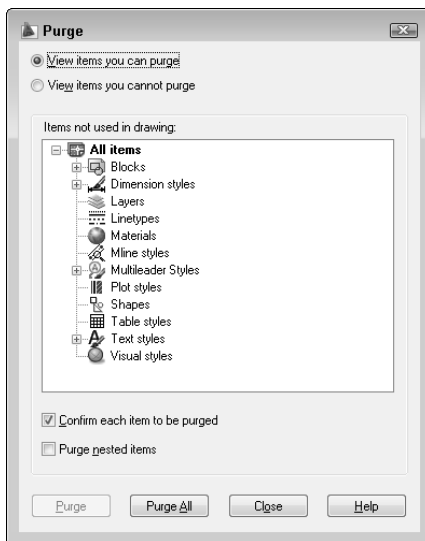 Purge
View items you can purge
View items you cannot purge
Items not used in drawing:
All items
Blocks
Dimension styles
Layers
Linetypes
Materials
Mline styles
Multileader Styles
Plot styles
Shapes
Table styles
Text styles
Visual styles
Confirm each item to be purged
Purge nested items
Purge Purge All Close Help